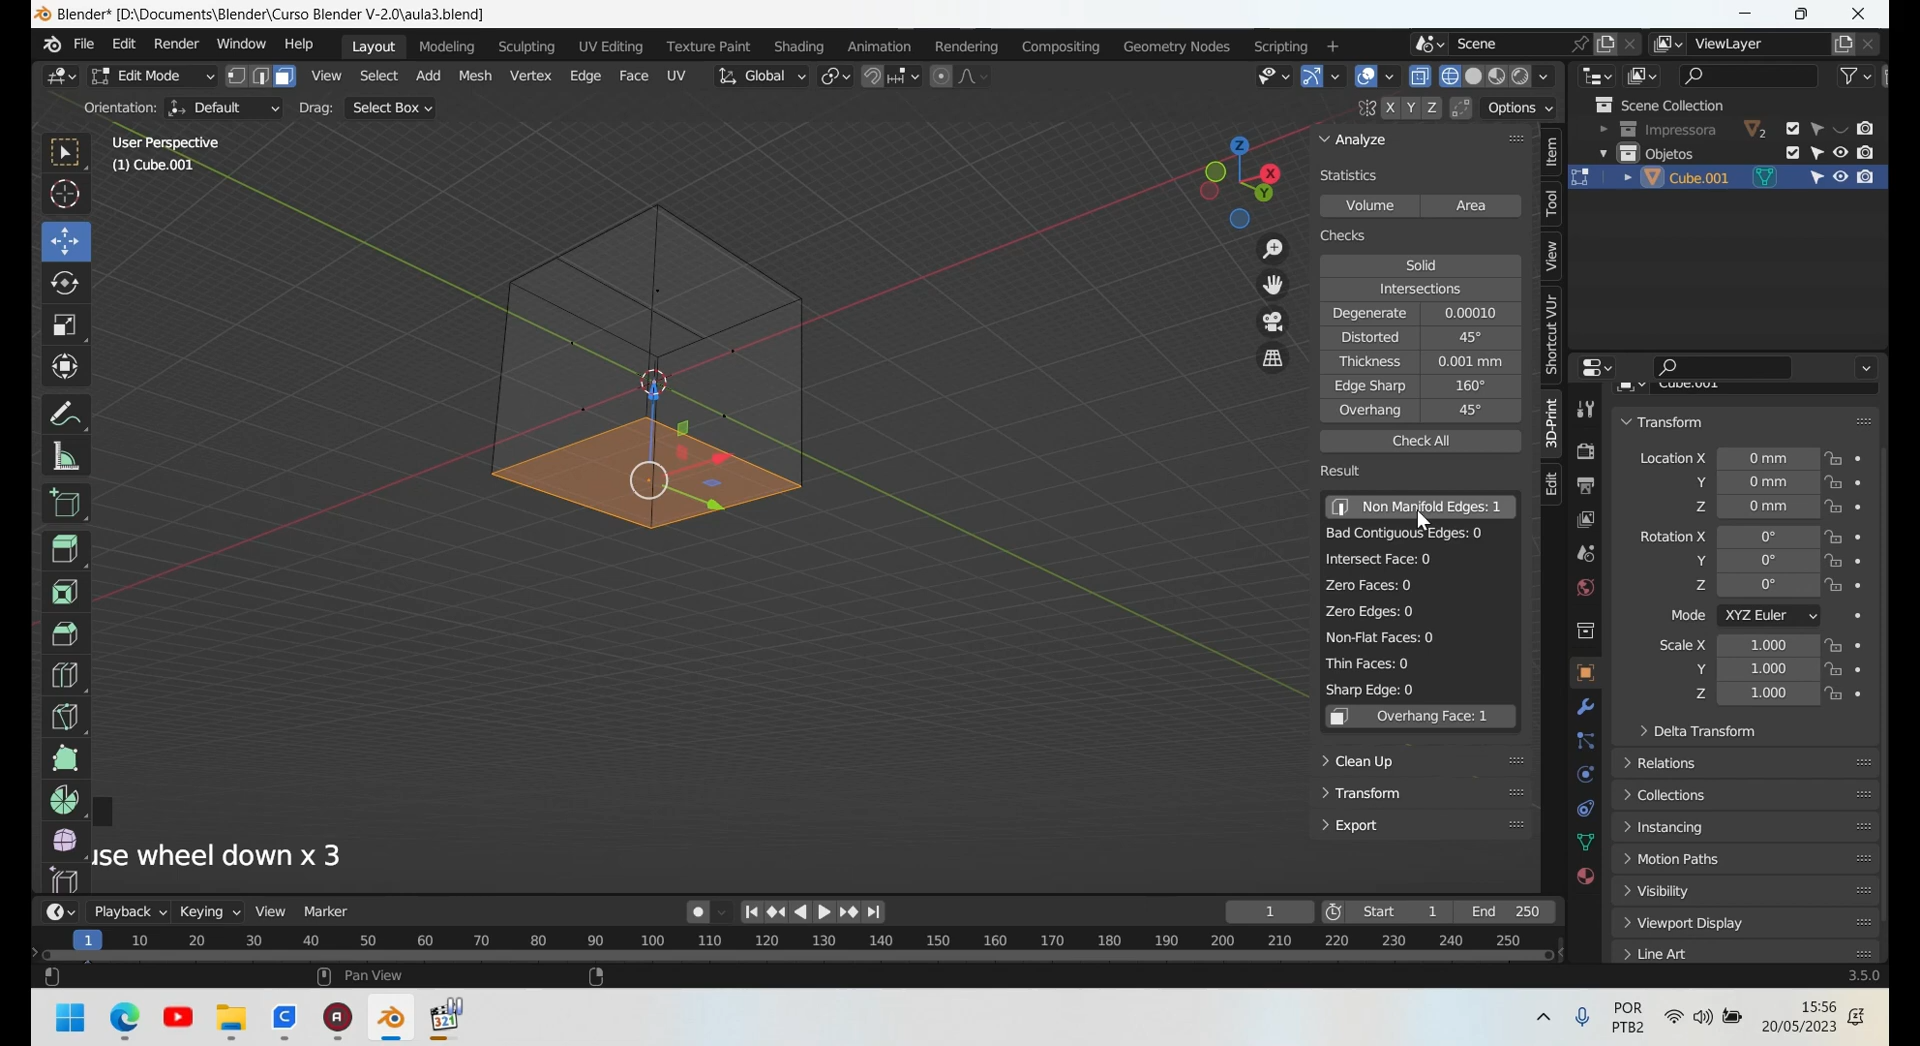 Blender* [D:\Documents\Blender\Curso Blender V-2.0\aula3.blend]
File Edit Render Window Help Layout Modeling Sculpting UV Editing Texture Paint Shading Animation Rendering Compositing Geometry Nodes Scripting + Scene ViewLayer
Edit Mode View Select Add Mesh Vertex Edge Face UV Global
Orientation: Default Drag: Select Box X Y Z Options
User Perspective
(1) Cube.001
Z
X
Y
Analyze
Statistics
Volume Area
Checks
Solid
Intersections
Degenerate 0.00010
Distorted 45°
Thickness 0.001 mm
Edge Sharp 160°
Overhang 45°
Check All
Result
Non Manifold Edges: 1
Bad Contiguous Edges: 0
Intersect Face: 0
Zero Faces: 0
Zero Edges: 0
Non-Flat Faces: 0
Thin Faces: 0
Sharp Edge: 0
Overhang Face: 1
Clean Up
Transform
Export
Item
Tool
View
Shortcut VUr
3D-Print
Edit
Scene Collection
Impressora 2
Objetos
Cube.001
Cube.001
Transform
Location X 0 mm
Y 0 mm
Z 0 mm
Rotation X 0°
Y 0°
Z 0°
Mode XYZ Euler
Scale X 1.000
Y 1.000
Z 1.000
Delta Transform
Relations
Collections
Instancing
Motion Paths
Visibility
Viewport Display
Line Art
use wheel down x 3
Playback Keying View Marker 1 Start 1 End 250
1 10 20 30 40 50 60 70 80 90 100 110 120 130 140 150 160 170 180 190 200 210 220 230 240 250
Pan View 3.5.0
321
POR
PTB2
15:56
20/05/2023